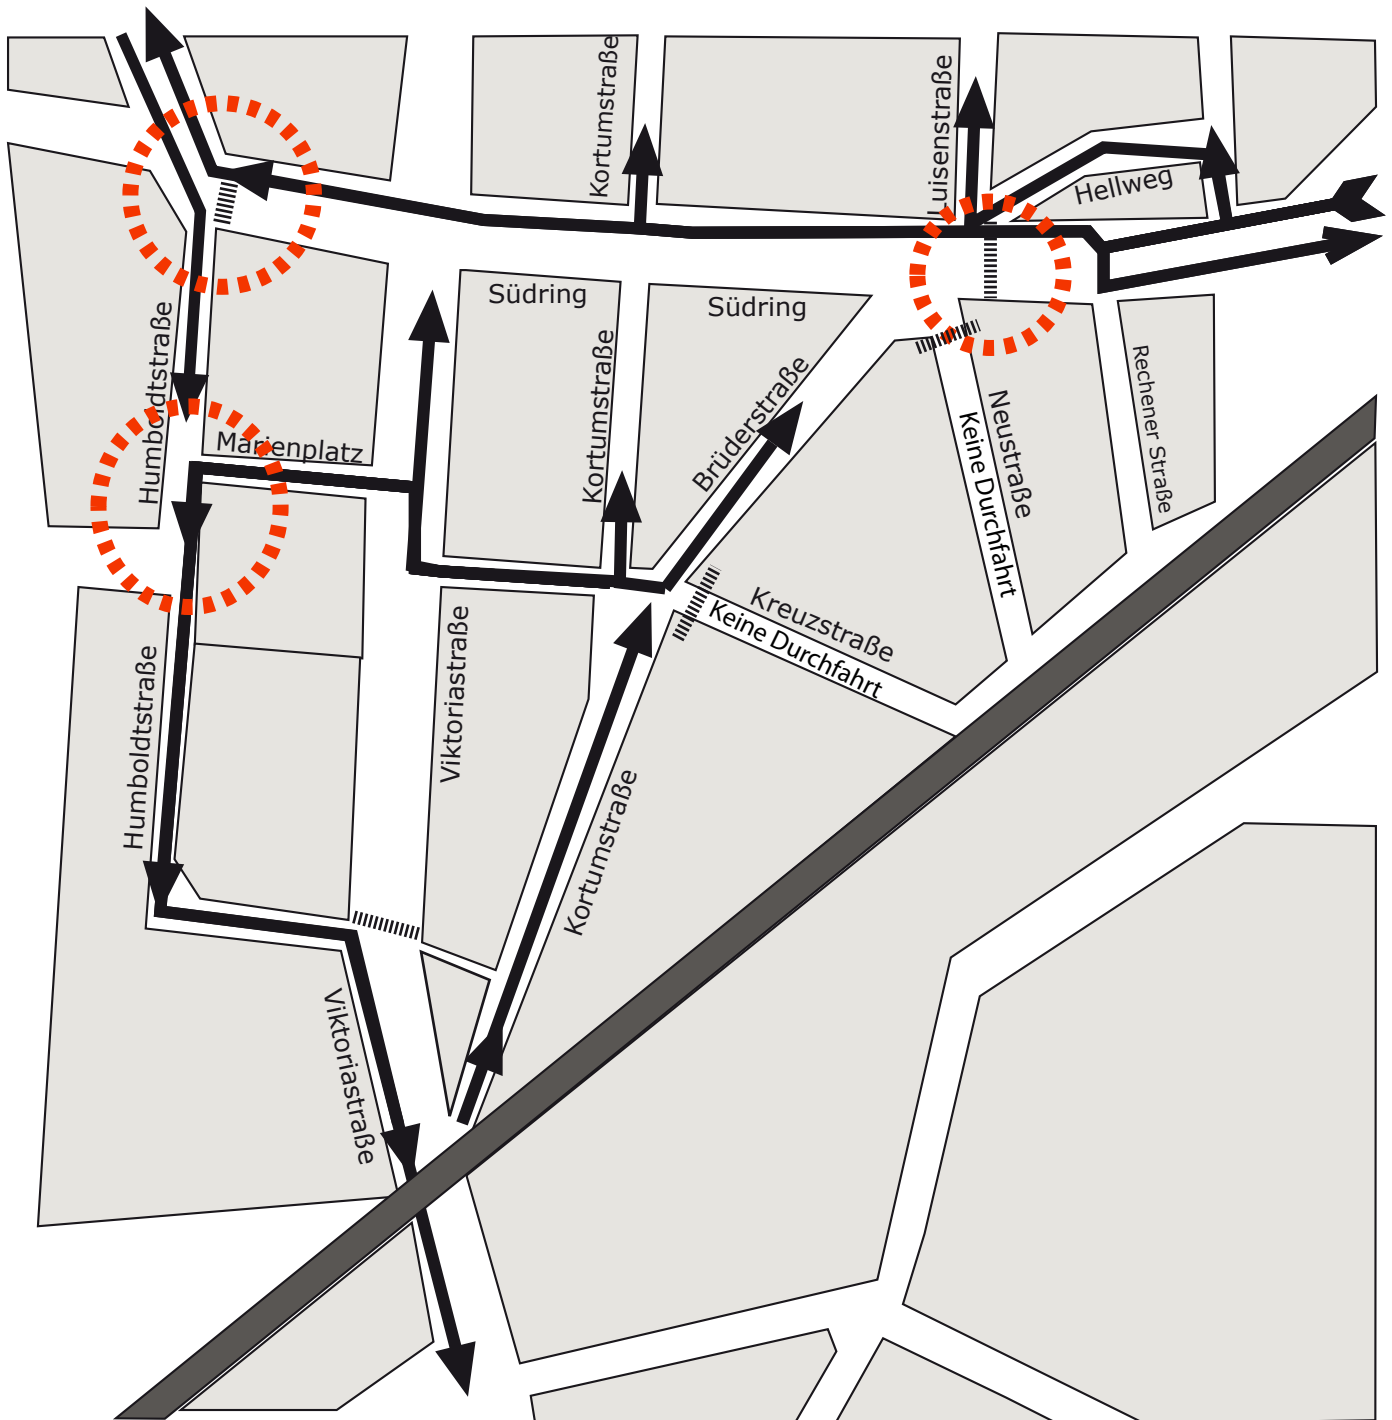 Kortumstraße
Luisenstraße
Hellweg
Südring
Südring
Humboldtstraße
Kortumstraße
Brüderstraße
Rechener Straße
Neustraße
Keine Durchfahrt
Marienplatz
Kreuzstraße
Keine Durchfahrt
Viktoriastraße
Humboldtstraße
Kortumstraße
Viktoriastraße